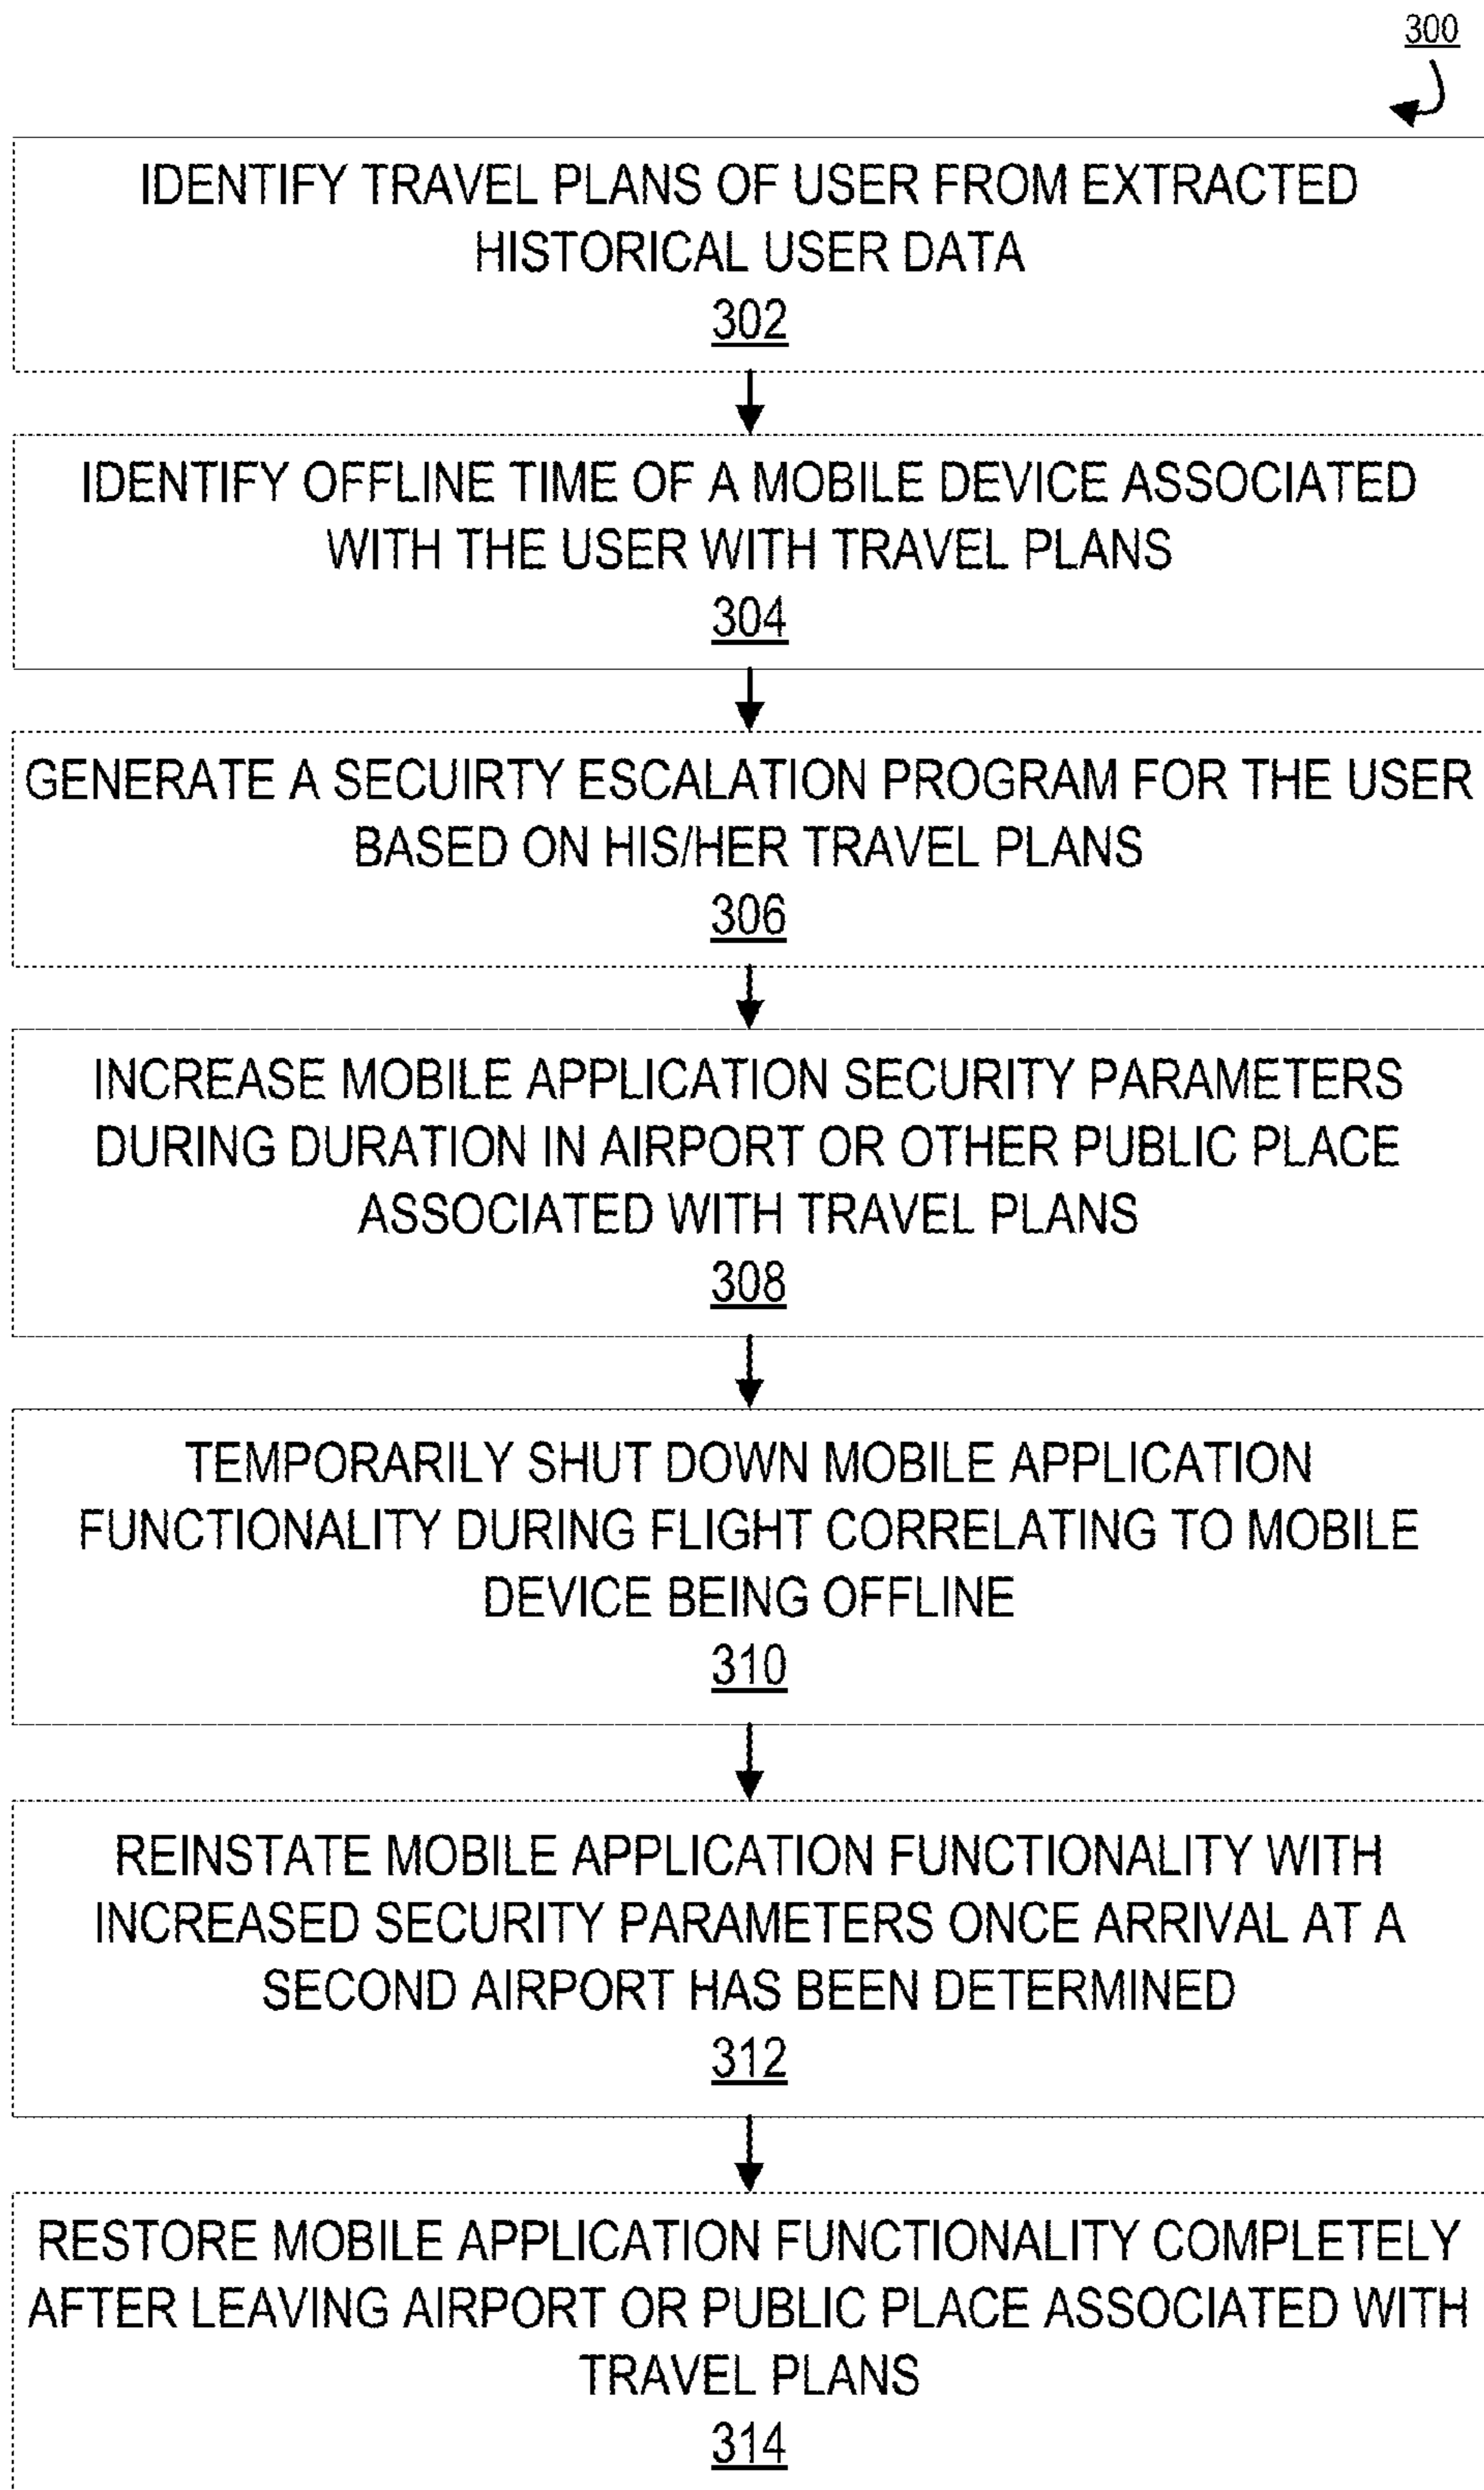 300
IDENTIFY TRAVEL PLANS OF USER FROM EXTRACTED
HISTORICAL USER DATA
302
IDENTIFY OFFLINE TIME OF A MOBILE DEVICE ASSOCIATED
WITH THE USER WITH TRAVEL PLANS
304
GENERATE A SECUIRTY ESCALATION PROGRAM FOR THE USER
BASED ON HIS/HER TRAVEL PLANS
306
INCREASE MOBILE APPLICATION SECURITY PARAMETERS
DURING DURATION IN AIRPORT OR OTHER PUBLIC PLACE
ASSOCIATED WITH TRAVEL PLANS
308
TEMPORARILY SHUT DOWN MOBILE APPLICATION
FUNCTIONALITY DURING FLIGHT CORRELATING TO MOBILE
DEVICE BEING OFFLINE
310
REINSTATE MOBILE APPLICATION FUNCTIONALITY WITH
INCREASED SECURITY PARAMETERS ONCE ARRIVAL AT A
SECOND AIRPORT HAS BEEN DETERMINED
312
RESTORE MOBILE APPLICATION FUNCTIONALITY COMPLETELY
AFTER LEAVING AIRPORT OR PUBLIC PLACE ASSOCIATED WITH
TRAVEL PLANS
314